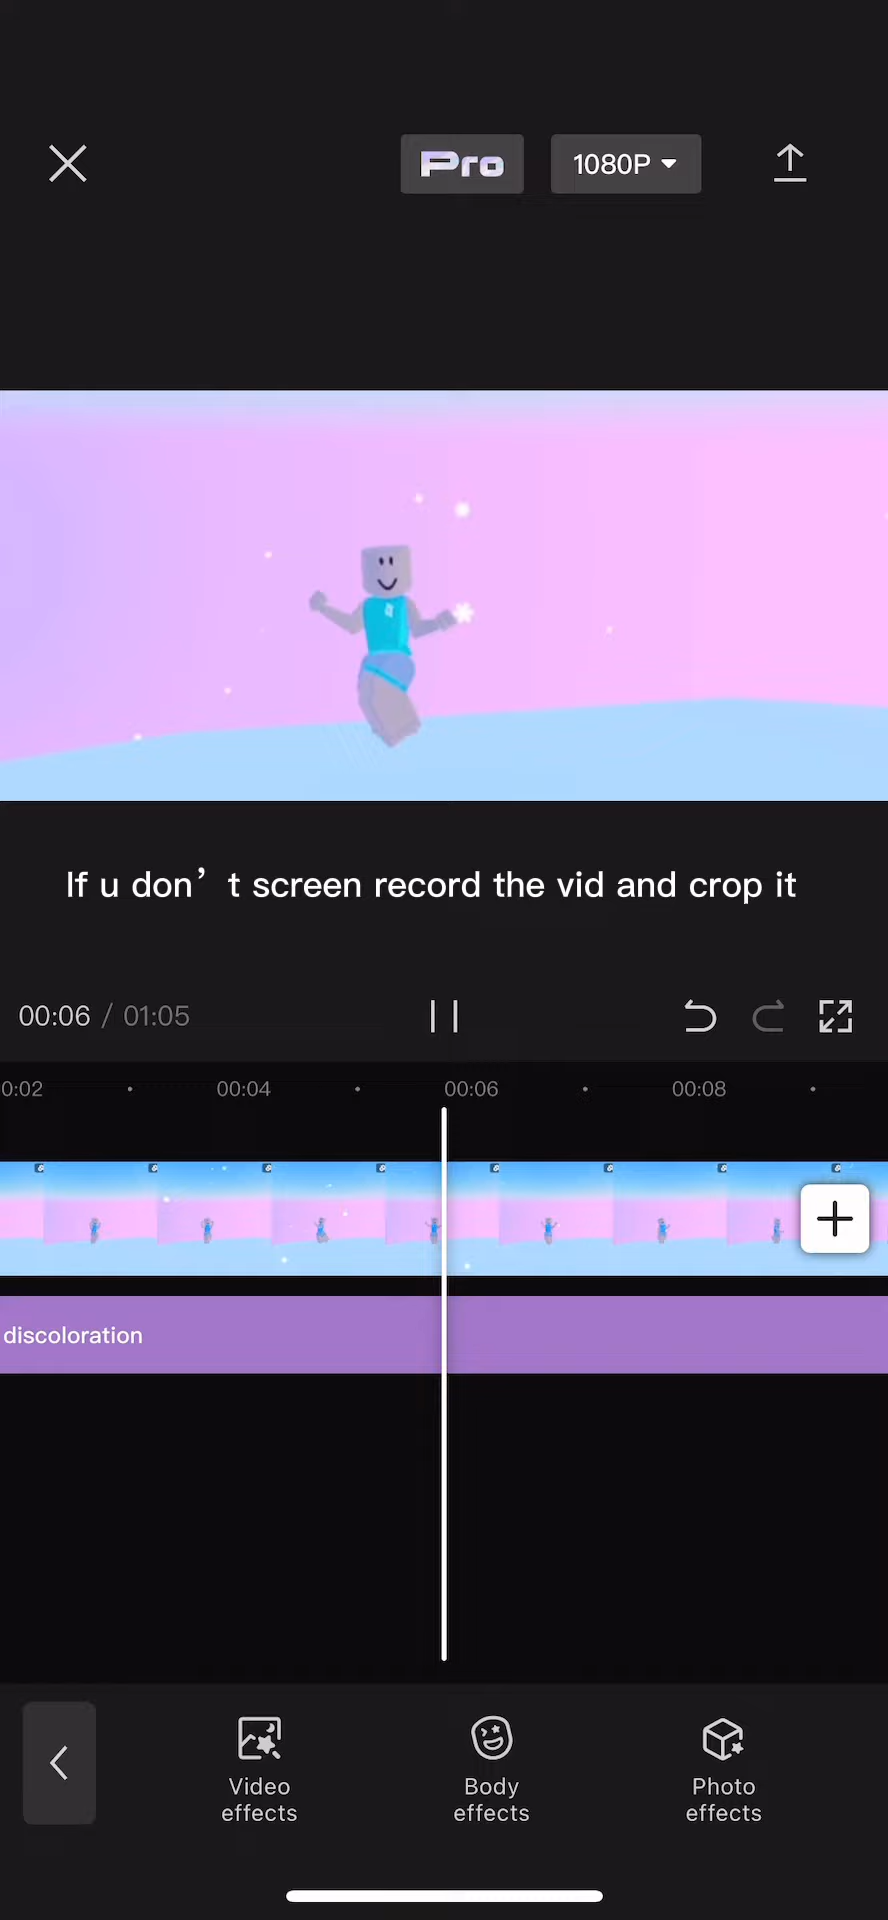 Pro 1080P
If u don’t screen record the vid and crop it
00:06 / 01:05
0:02 00:04 00:06 00:08
discoloration
Video Body Photo
effects effects effects